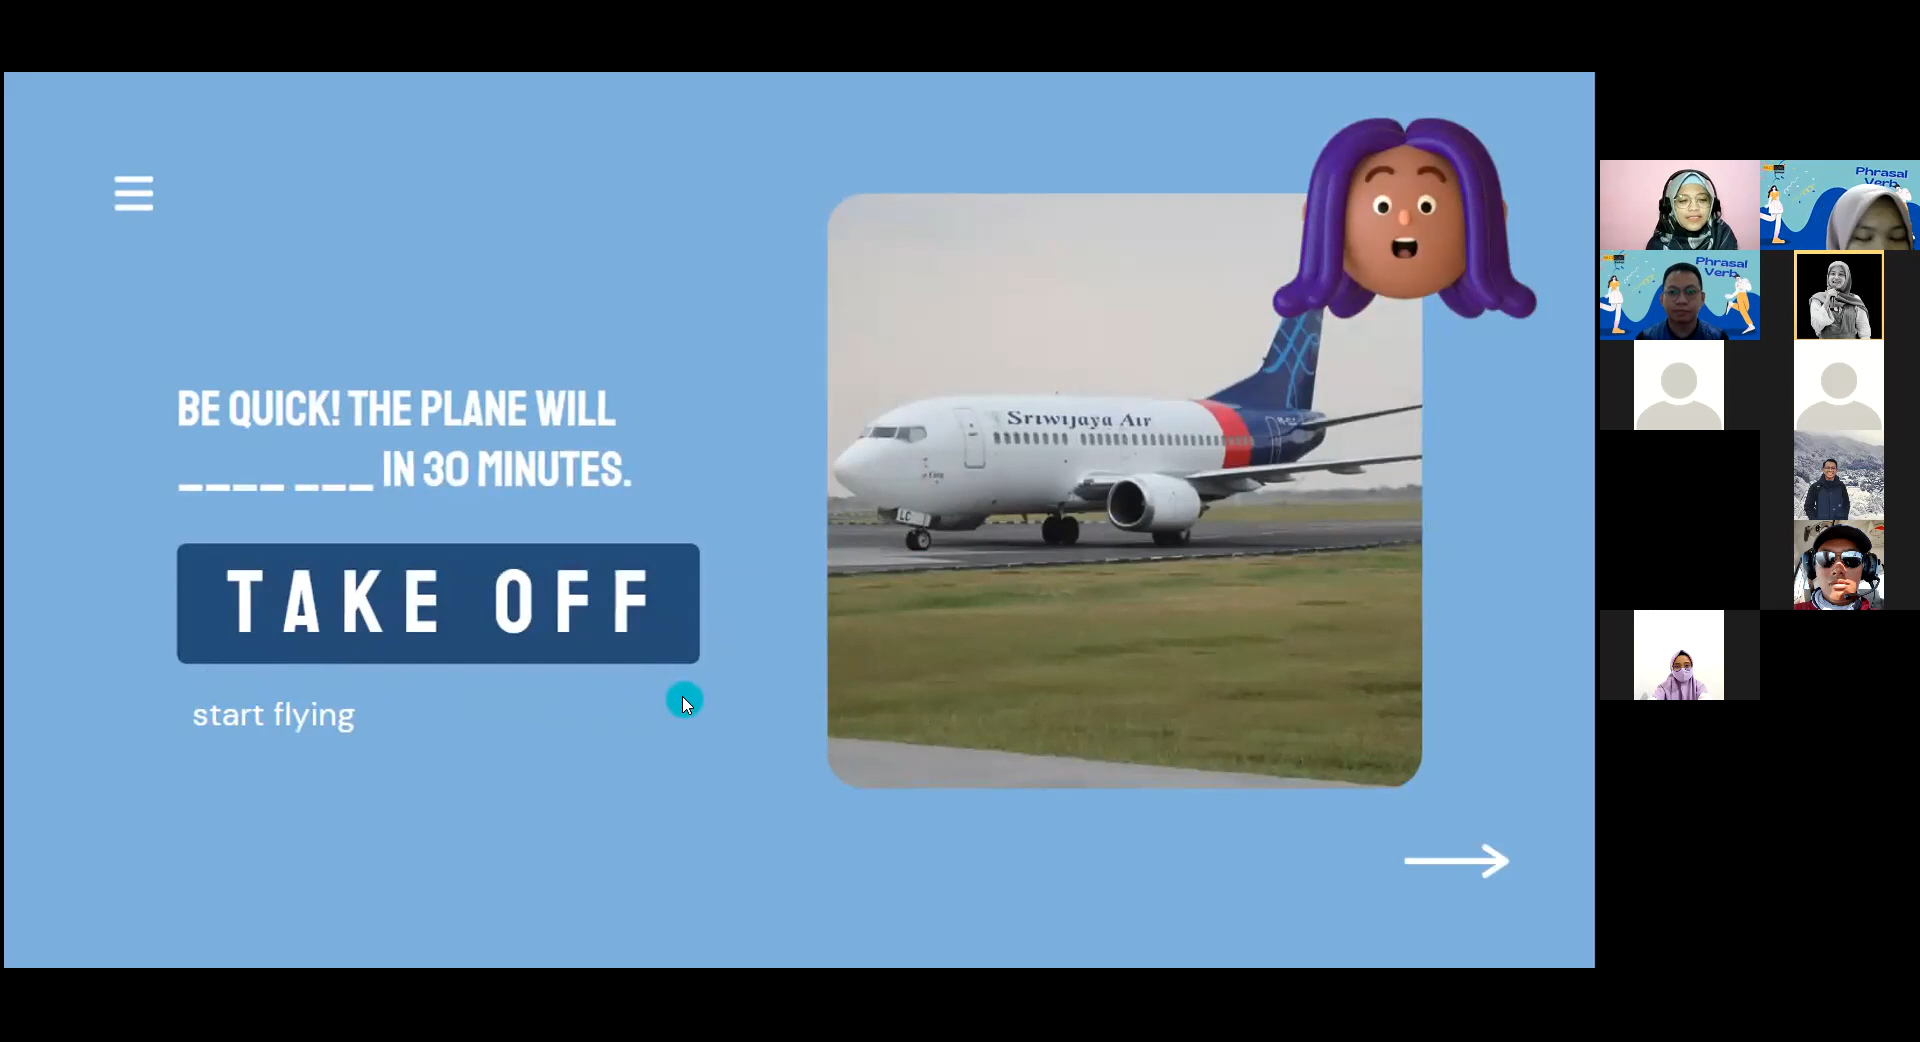 BE QUICK! THE PLANE WILL
____ ___ IN 30 MINUTES.
TAKE OFF
start flying
Sriwijaya Air
LC
Phrasal
Verb
Phrasal
Verb